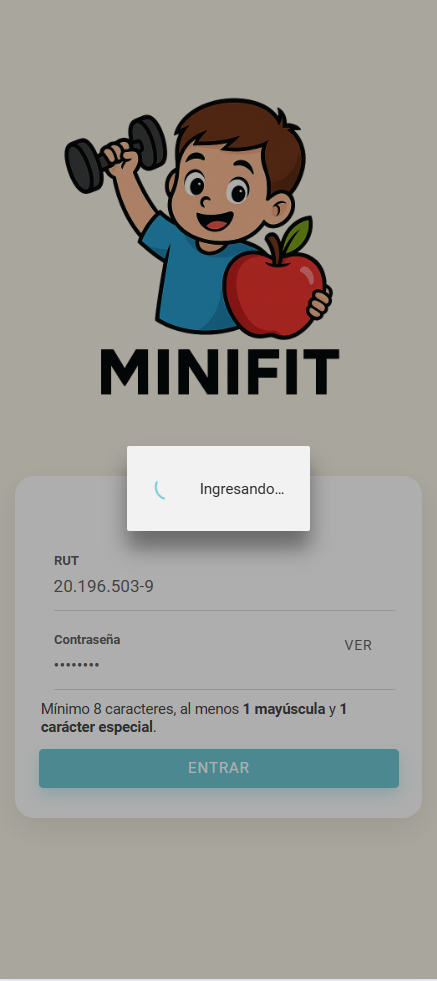 MINIFIT
Ingresando…
RUT
20.196.503-9
Contraseña
••••••••
VER
Mínimo 8 caracteres, al menos 1 mayúscula y 1
carácter especial.
ENTRAR